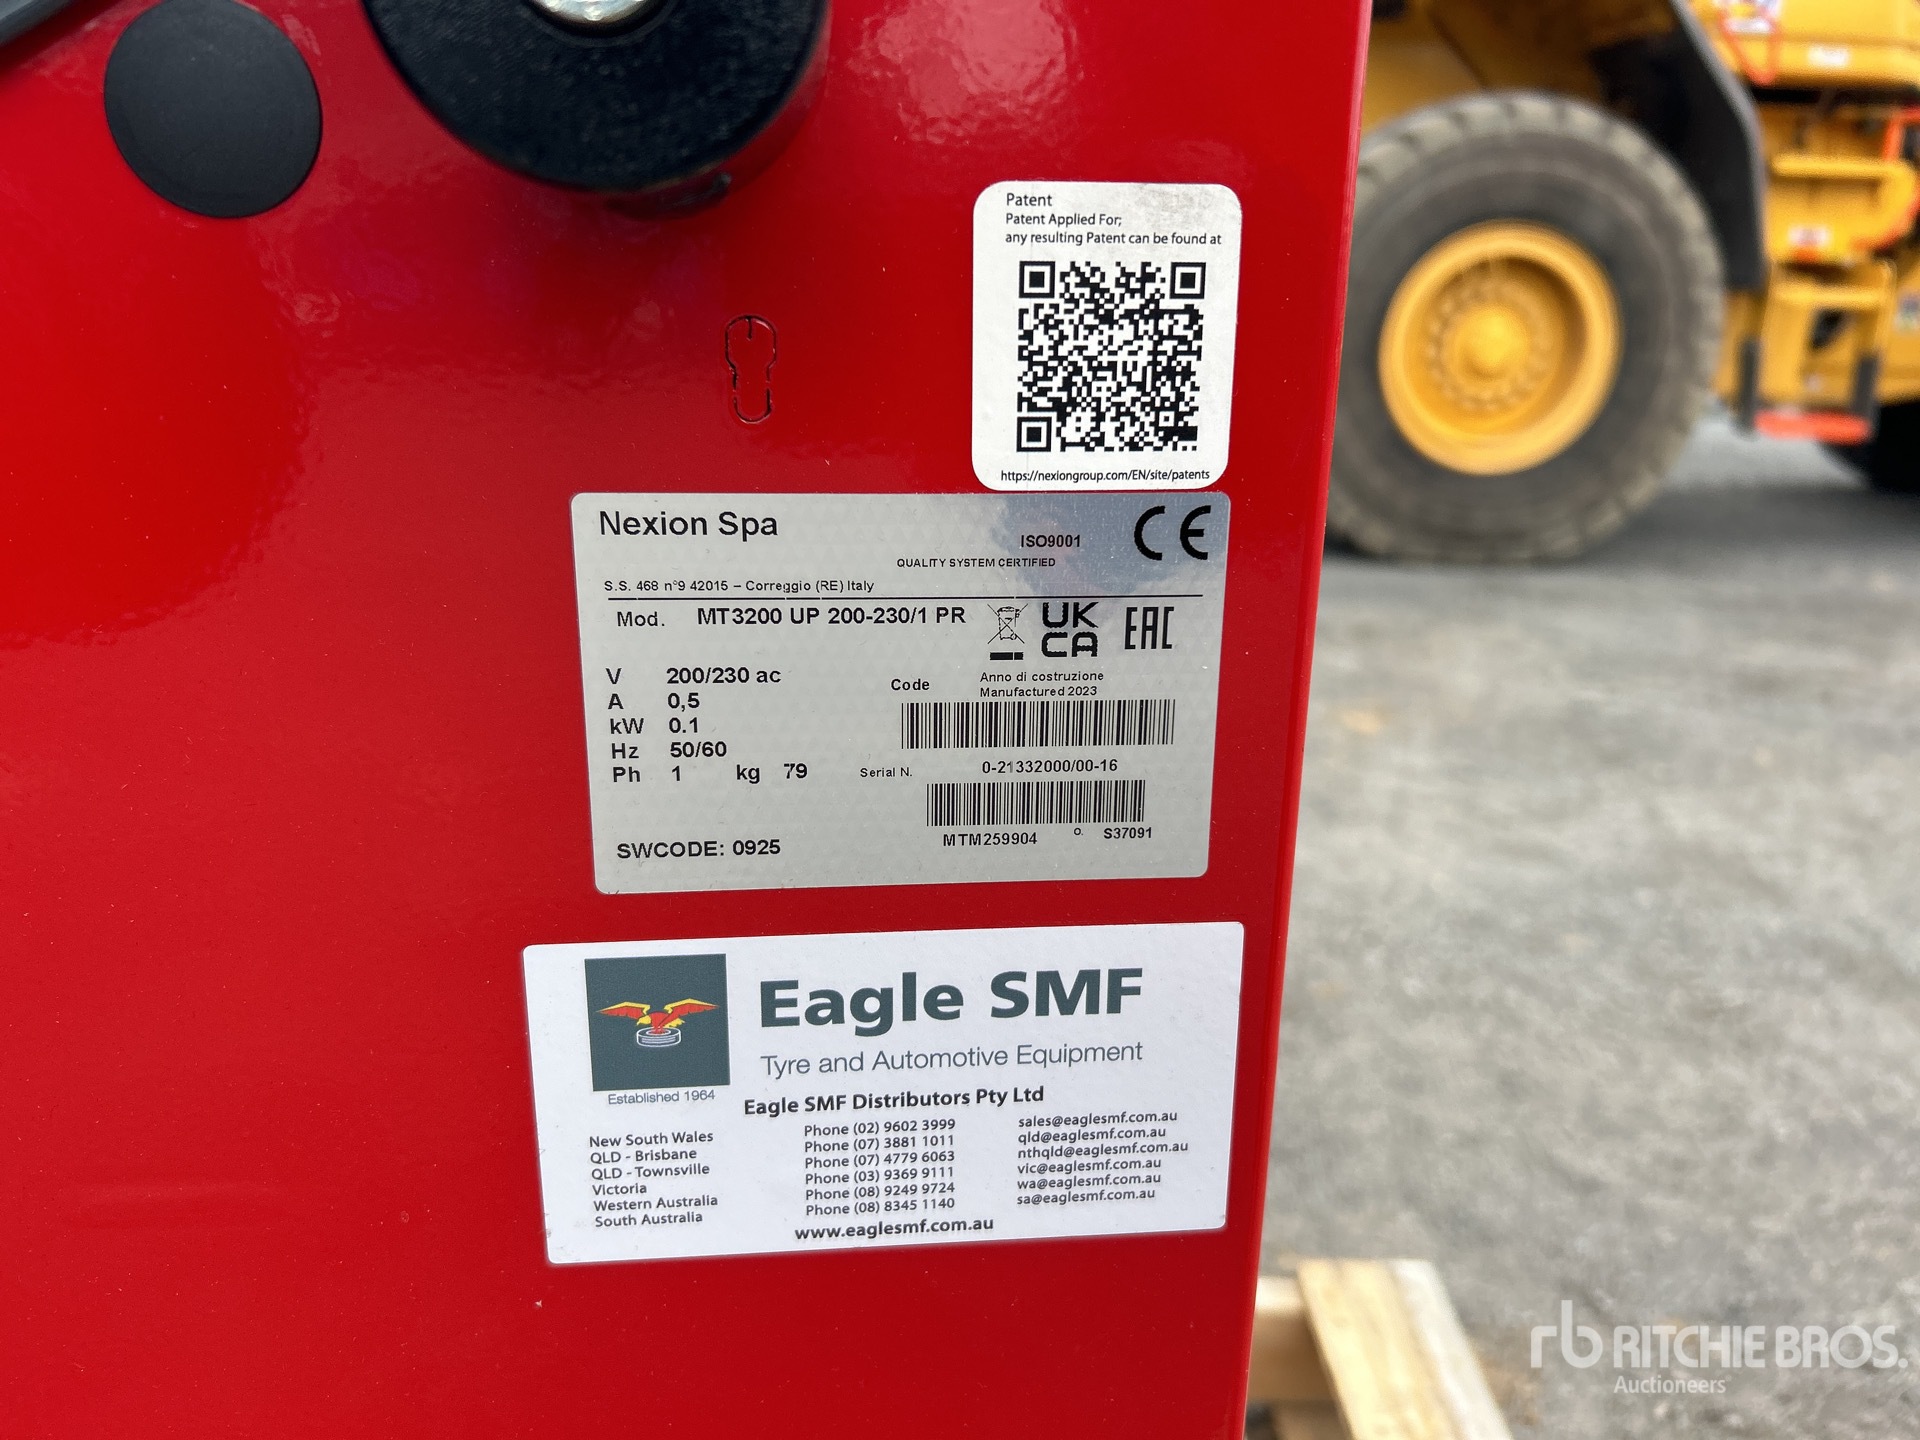 Patent
Patent Applied For;
any resulting Patent can be found at
https://nexiongroup.com/EN/site/patents
Nexion Spa
ISO9001
QUALITY SYSTEM CERTIFIED
CE
S.S. 468 n°9 42015 – Correggio (RE) Italy
Mod. MT3200 UP 200-230/1 PR
UK
CA
EAC
V 200/230 ac
A 0,5
kW 0.1
Hz 50/60
Ph 1 kg 79
Code
Anno di costruzione
Manufactured 2023
Serial N. 0-21332000/00-16
MTM259904 O. S37091
SWCODE: 0925
Eagle SMF
Tyre and Automotive Equipment
Established 1964
Eagle SMF Distributors Pty Ltd
New South Wales Phone (02) 9602 3999 sales@eaglesmf.com.au
QLD - Brisbane Phone (07) 3881 1011 qld@eaglesmf.com.au
QLD - Townsville Phone (07) 4779 6063 nthqld@eaglesmf.com.au
Victoria Phone (03) 9369 9111 vic@eaglesmf.com.au
Western Australia Phone (08) 9249 9724 wa@eaglesmf.com.au
South Australia Phone (08) 8345 1140 sa@eaglesmf.com.au
www.eaglesmf.com.au
rb RITCHIE BROS.
Auctioneers